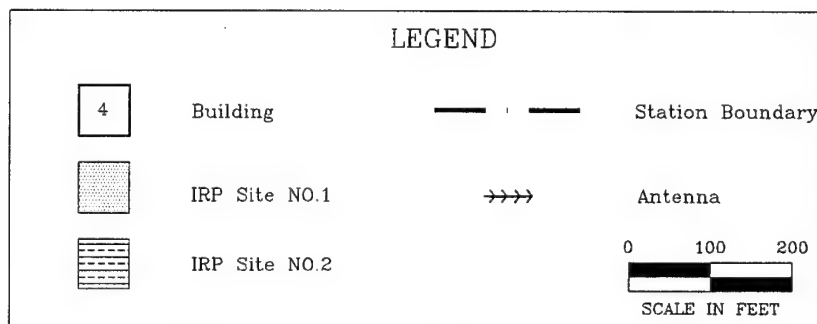 LEGEND
4 Building Station Boundary
IRP Site NO.1 Antenna
IRP Site NO.2
0 100 200
SCALE IN FEET